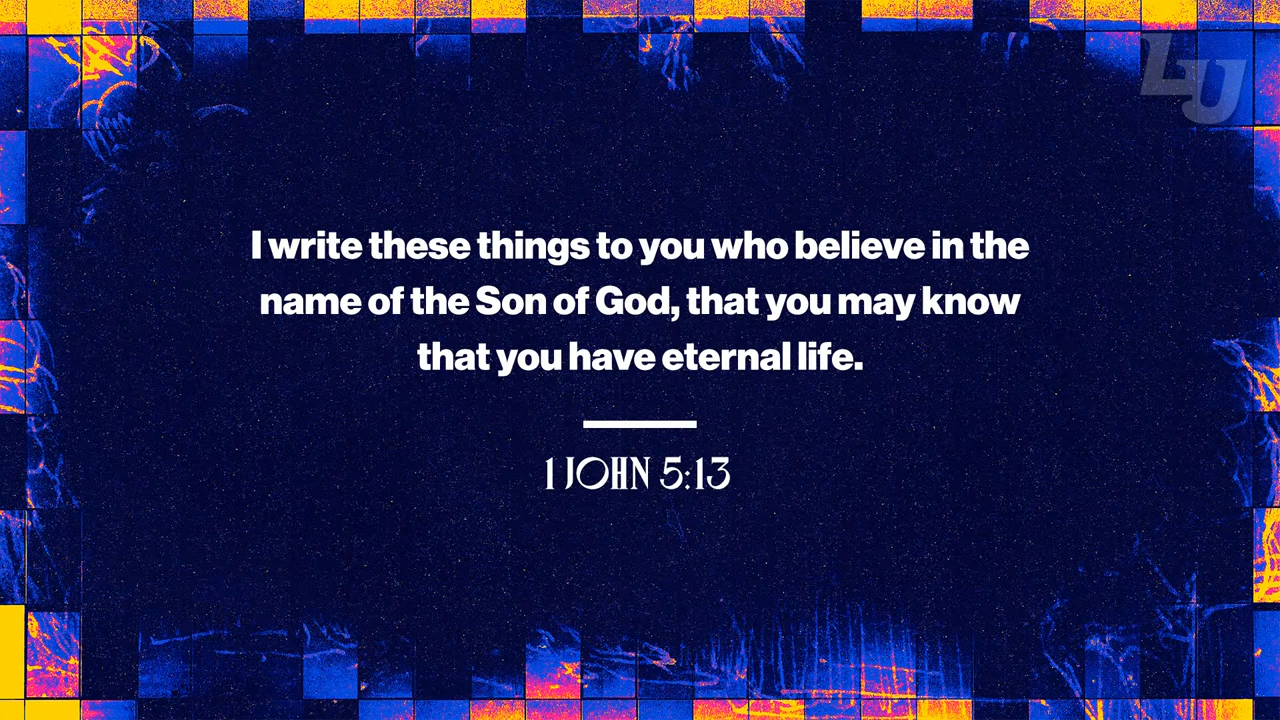 LU
I write these things to you who believe in the
name of the Son of God, that you may know
that you have eternal life.
1 JOHN 5:13